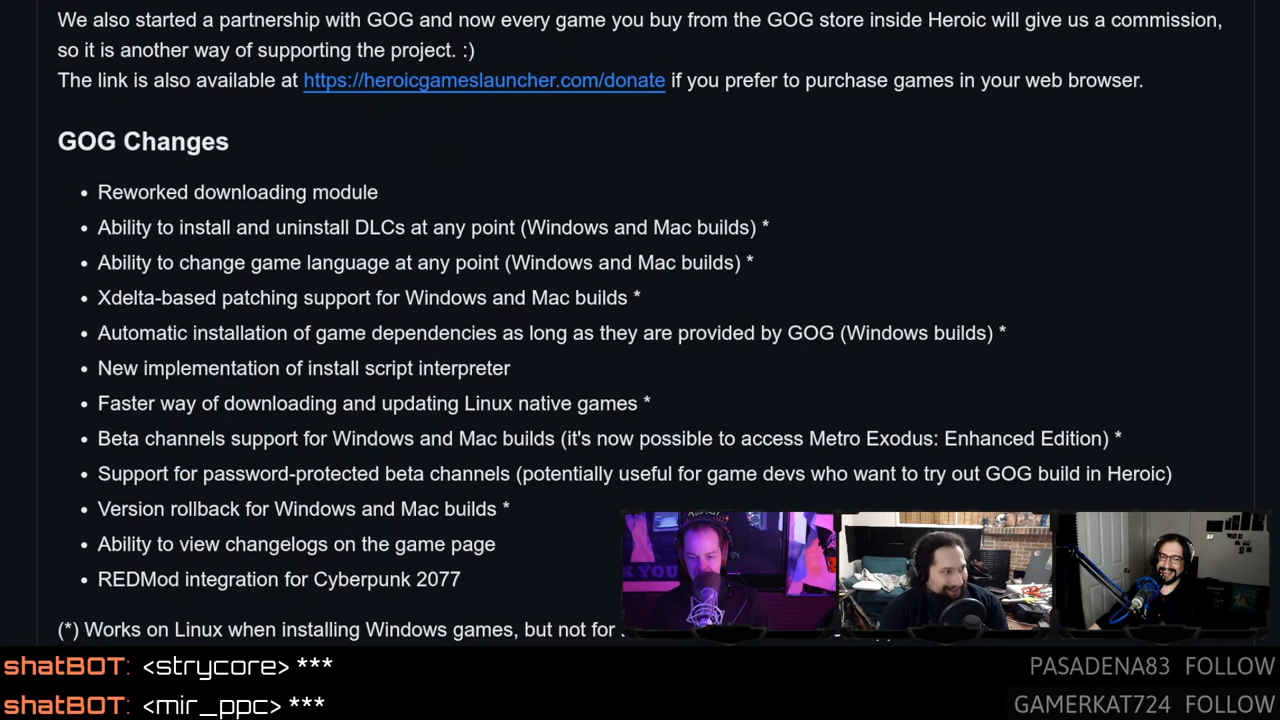 We also started a partnership with GOG and now every game you buy from the GOG store inside Heroic will give us a commission,
so it is another way of supporting the project. :)
The link is also available at https://heroicgameslauncher.com/donate if you prefer to purchase games in your web browser.
GOG Changes
• Reworked downloading module
• Ability to install and uninstall DLCs at any point (Windows and Mac builds) *
• Ability to change game language at any point (Windows and Mac builds) *
• Xdelta-based patching support for Windows and Mac builds *
• Automatic installation of game dependencies as long as they are provided by GOG (Windows builds) *
• New implementation of install script interpreter
• Faster way of downloading and updating Linux native games *
• Beta channels support for Windows and Mac builds (it's now possible to access Metro Exodus: Enhanced Edition) *
• Support for password-protected beta channels (potentially useful for game devs who want to try out GOG build in Heroic)
• Version rollback for Windows and Mac builds *
• Ability to view changelogs on the game page
• REDMod integration for Cyberpunk 2077
(*) Works on Linux when installing Windows games, but not for
shatBOT: <strycore> ***
PASADENA83 FOLLOW
shatBOT: <mir_ppc> ***
GAMERKAT724 FOLLOW